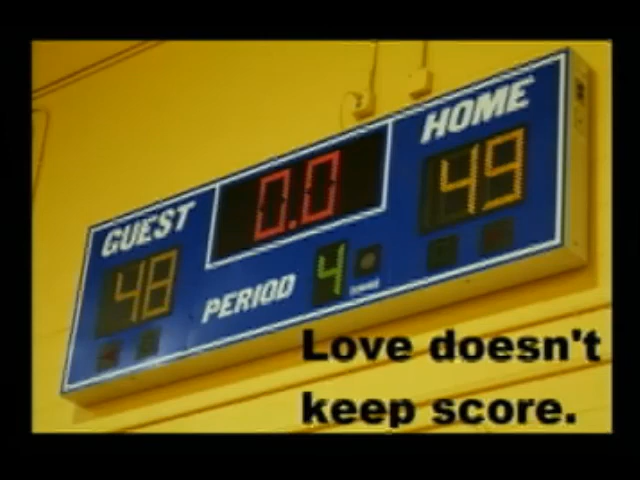 HOME
49
0.0
GUEST
48
PERIOD 4
Love doesn't
keep score.